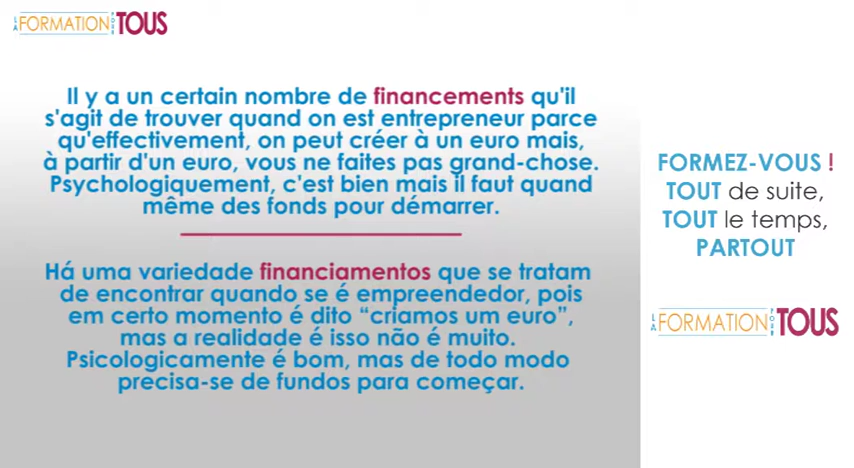 LA FORMATION POUR TOUS
Il y a un certain nombre de financements qu'il
s'agit de trouver quand on est entrepreneur parce
qu'effectivement, on peut créer à un euro mais,
à partir d'un euro, vous ne faites pas grand-chose.
Psychologiquement, c'est bien mais il faut quand
même des fonds pour démarrer.
Há uma variedade financiamentos que se tratam
de encontrar quando se é empreendedor, pois
em certo momento é dito “criamos um euro”,
mas a realidade é isso não é muito.
Psicologicamente é bom, mas de todo modo
precisa-se de fundos para começar.
FORMEZ-VOUS !
TOUT de suite,
TOUT le temps,
PARTOUT
LA FORMATION POUR TOUS